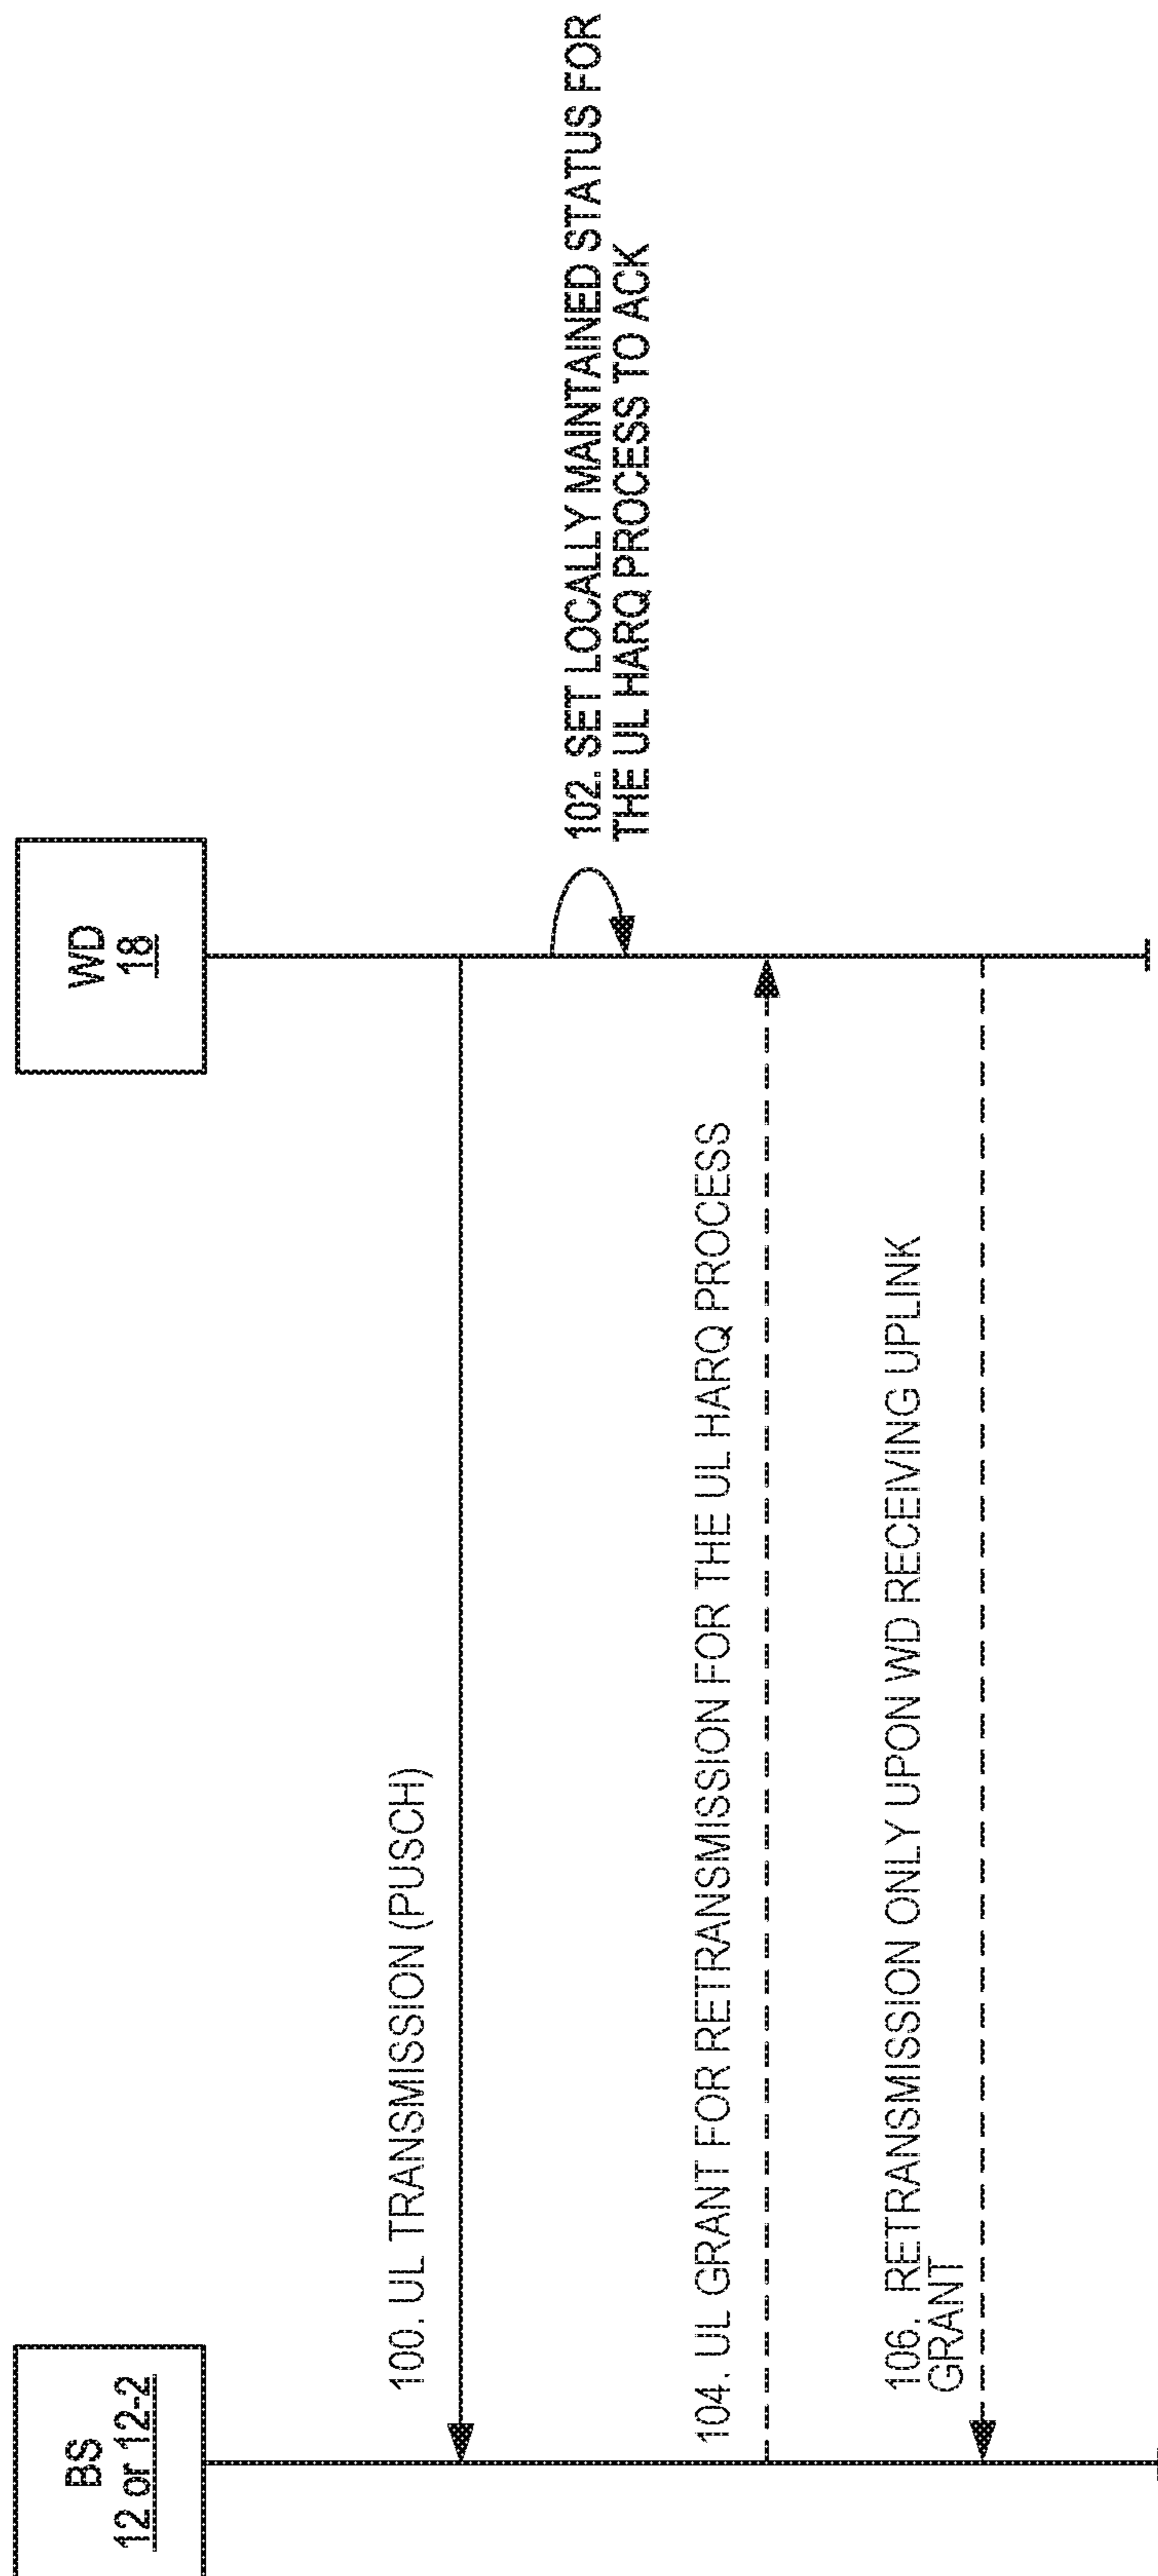 BS
12 or 12-2
WD
18
100. UL TRANSMISSION (PUSCH)
102. SET LOCALLY MAINTAINED STATUS FOR
THE UL HARQ PROCESS TO ACK
104. UL GRANT FOR RETRANSMISSION FOR THE UL HARQ PROCESS
106. RETRANSMISSION ONLY UPON WD RECEIVING UPLINK
GRANT